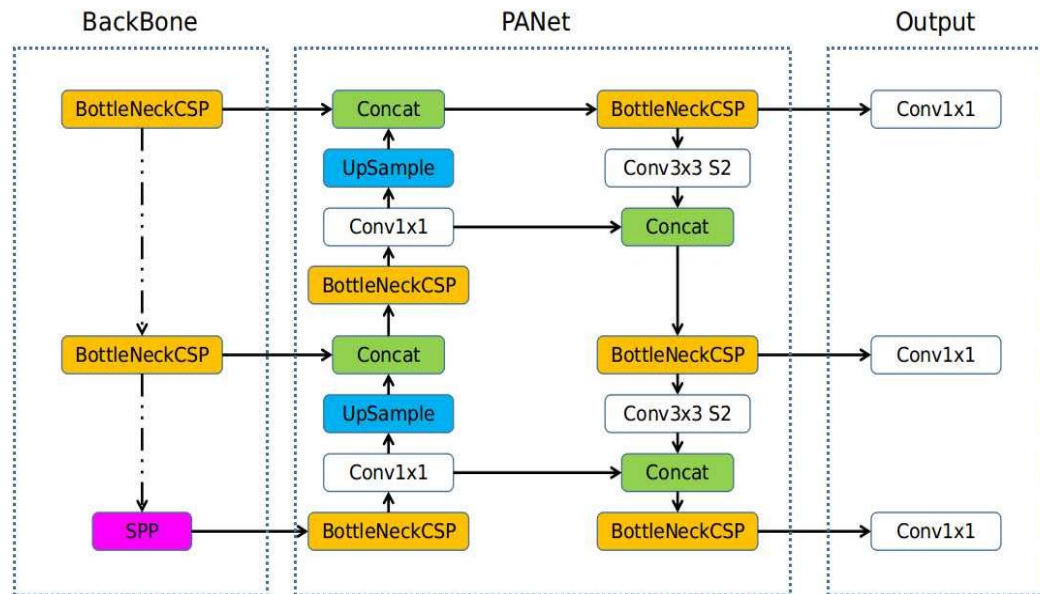 BackBone PANet Output
BottleNeckCSP Concat BottleNeckCSP Conv1x1
UpSample Conv3x3 S2
Conv1x1 Concat
BottleNeckCSP
BottleNeckCSP Concat BottleNeckCSP Conv1x1
UpSample Conv3x3 S2
Conv1x1 Concat
SPP BottleNeckCSP BottleNeckCSP Conv1x1